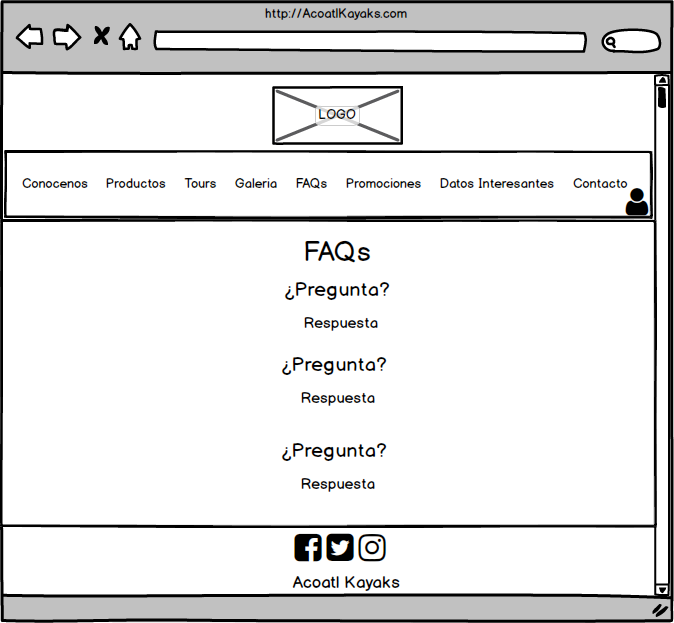 http://AcoatlKayaks.com
LOGO
Conocenos Productos Tours Galeria FAQs Promociones Datos Interesantes Contacto
FAQs
¿Pregunta?
Respuesta
¿Pregunta?
Respuesta
¿Pregunta?
Respuesta
Acoatl Kayaks